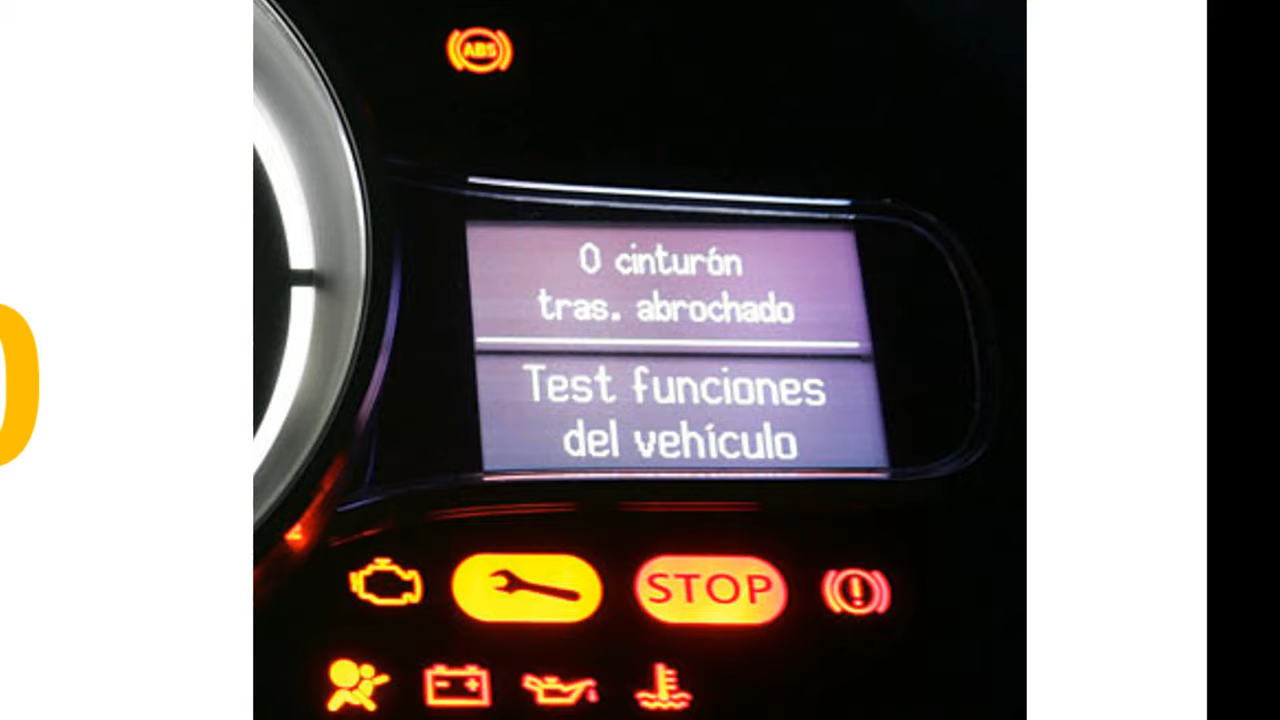 ABS
0 cinturón
tras. abrochado
Test funciones
del vehículo
STOP